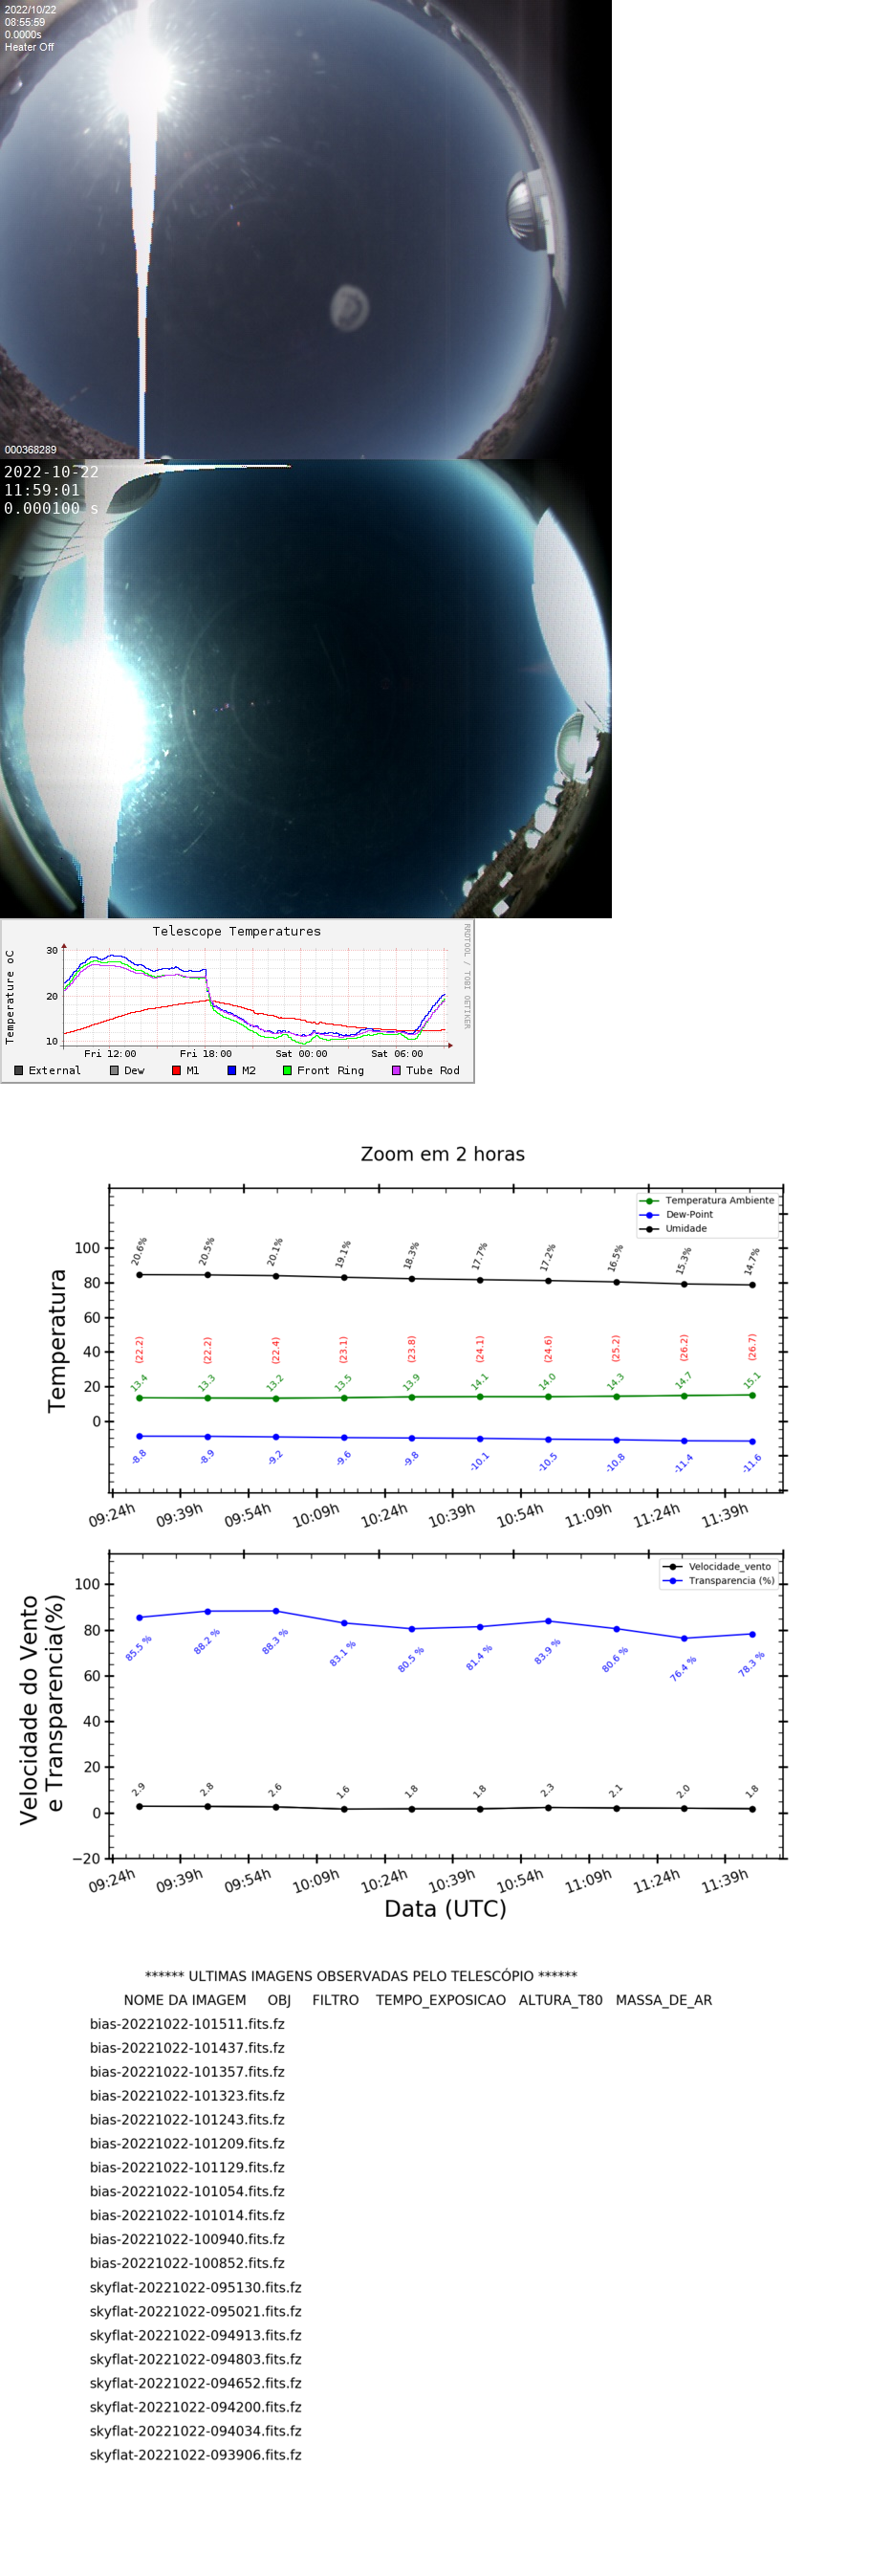 2022/10/22
08:55:59
0.0000s
Heater Off
000368289
2022-10-22
11:59:01
0.000100 s
Telescope Temperatures
RRDTOOL / TOBI OETIKER
Temperature oC
30
20
10
Fri 12:00 Fri 18:00 Sat 00:00 Sat 06:00
External Dew M1 M2 Front Ring Tube Rod
Zoom em 2 horas
Temperatura Ambiente
Dew-Point
Umidade
Temperatura
100
80
60
40
20
0
20.6% 20.5% 20.1% 19.1% 18.3% 17.7% 17.2% 16.5% 15.3% 14.7%
(22.2) (22.2) (22.4) (23.1) (23.8) (24.1) (24.6) (25.2) (26.2) (26.7)
13.4 13.3 13.2 13.5 13.9 14.1 14.0 14.3 14.7 15.1
-8.8 -8.9 -9.2 -9.6 -9.8 -10.1 -10.5 -10.8 -11.4 -11.6
09:24h 09:39h 09:54h 10:09h 10:24h 10:39h 10:54h 11:09h 11:24h 11:39h
Velocidade_vento
Transparencia (%)
Velocidade do Vento
e Transparencia(%)
100
80
60
40
20
0
−20
85.5 % 88.2 % 88.3 % 83.1 % 80.5 % 81.4 % 83.9 % 80.6 % 76.4 % 78.3 %
2.9 2.8 2.6 1.6 1.8 1.8 2.3 2.1 2.0 1.8
09:24h 09:39h 09:54h 10:09h 10:24h 10:39h 10:54h 11:09h 11:24h 11:39h
Data (UTC)
****** ULTIMAS IMAGENS OBSERVADAS PELO TELESCÓPIO ******
NOME DA IMAGEM OBJ FILTRO TEMPO_EXPOSICAO ALTURA_T80 MASSA_DE_AR
bias-20221022-101511.fits.fz
bias-20221022-101437.fits.fz
bias-20221022-101357.fits.fz
bias-20221022-101323.fits.fz
bias-20221022-101243.fits.fz
bias-20221022-101209.fits.fz
bias-20221022-101129.fits.fz
bias-20221022-101054.fits.fz
bias-20221022-101014.fits.fz
bias-20221022-100940.fits.fz
bias-20221022-100852.fits.fz
skyflat-20221022-095130.fits.fz
skyflat-20221022-095021.fits.fz
skyflat-20221022-094913.fits.fz
skyflat-20221022-094803.fits.fz
skyflat-20221022-094652.fits.fz
skyflat-20221022-094200.fits.fz
skyflat-20221022-094034.fits.fz
skyflat-20221022-093906.fits.fz